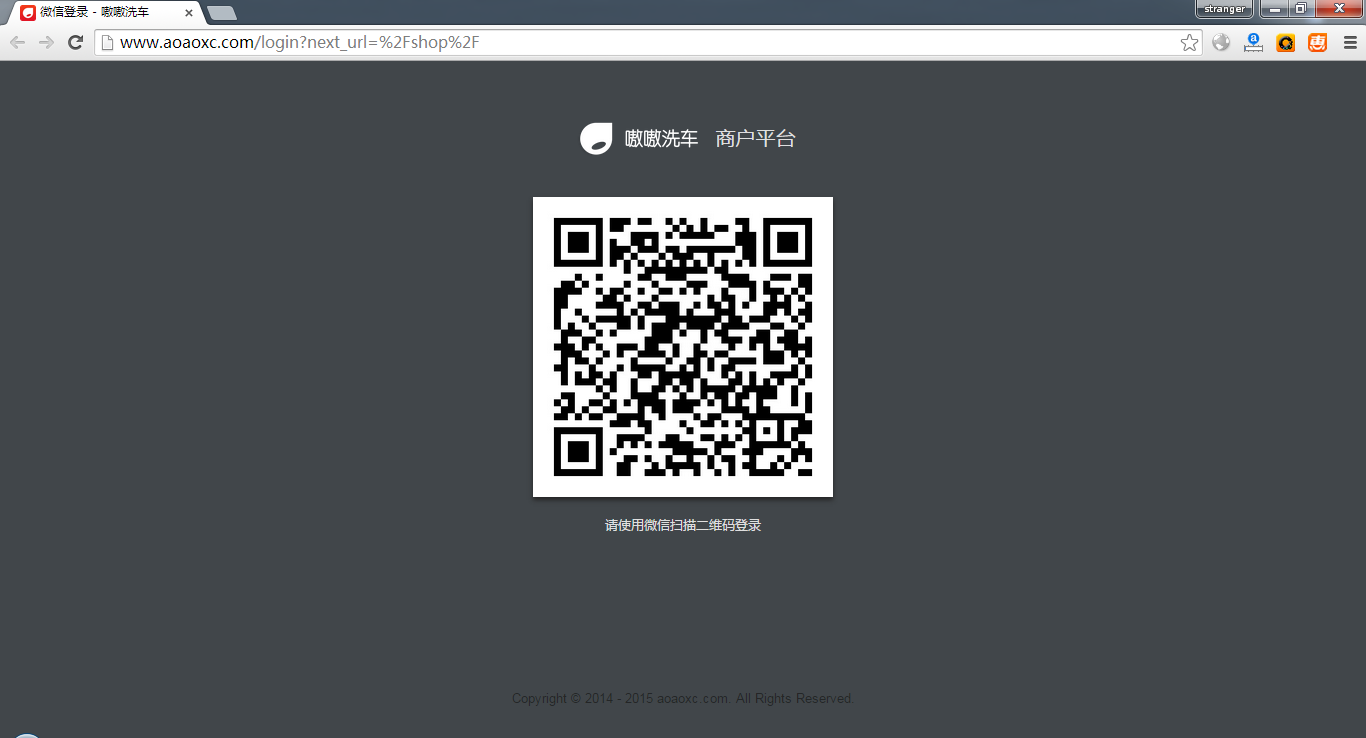 微信登录 - 嗷嗷洗车
stranger
www.aoaoxc.com/login?next_url=%2Fshop%2F
a
惠
嗷嗷洗车 商户平台
请使用微信扫描二维码登录
Copyright © 2014 - 2015 aoaoxc.com. All Rights Reserved.